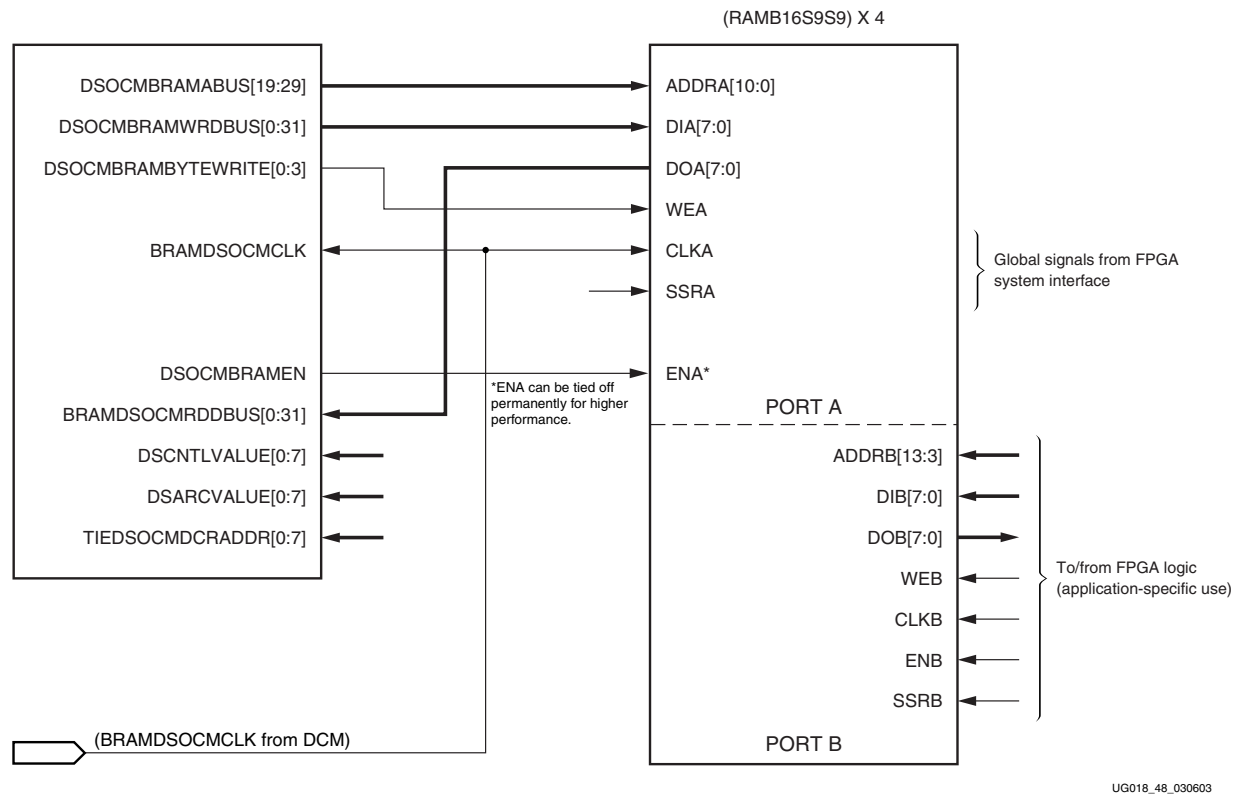 (RAMB16S9S9) X 4
DSOCMBRAMABUS[19:29]
DSOCMBRAMWRDBUS[0:31]
DSOCMBRAMBYTEWRITE[0:3]
BRAMDSOCMCLK
DSOCMBRAMEN
BRAMDSOCMRDDBUS[0:31]
DSCNTLVALUE[0:7]
DSARCVALUE[0:7]
TIEDSOCMDCRADDR[0:7]
ADDRA[10:0]
DIA[7:0]
DOA[7:0]
WEA
CLKA
SSRA
ENA*
*ENA can be tied off
permanently for higher
performance.
PORT A
Global signals from FPGA
system interface
ADDRB[13:3]
DIB[7:0]
DOB[7:0]
WEB
CLKB
ENB
SSRB
PORT B
To/from FPGA logic
(application-specific use)
(BRAMDSOCMCLK from DCM)
UG018_48_030603